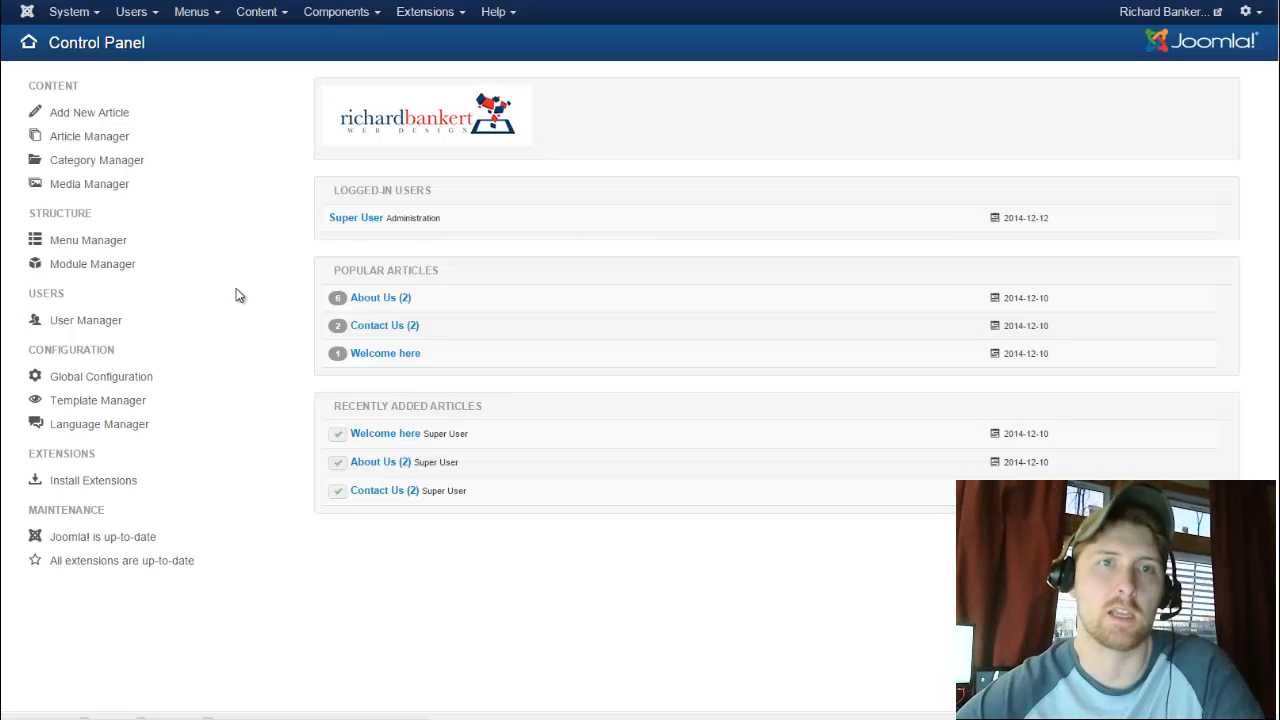 System Users Menus Content Components Extensions Help Richard Banker...
Control Panel Joomla!
CONTENT
Add New Article
Article Manager
Category Manager
Media Manager
STRUCTURE
Menu Manager
Module Manager
USERS
User Manager
CONFIGURATION
Global Configuration
Template Manager
Language Manager
EXTENSIONS
Install Extensions
MAINTENANCE
Joomla! is up-to-date
All extensions are up-to-date
richardbankert
WEB DESIGN
LOGGED-IN USERS
Super User Administration 2014-12-12
POPULAR ARTICLES
6 About Us (2) 2014-12-10
2 Contact Us (2) 2014-12-10
1 Welcome here 2014-12-10
RECENTLY ADDED ARTICLES
Welcome here Super User 2014-12-10
About Us (2) Super User 2014-12-10
Contact Us (2) Super User